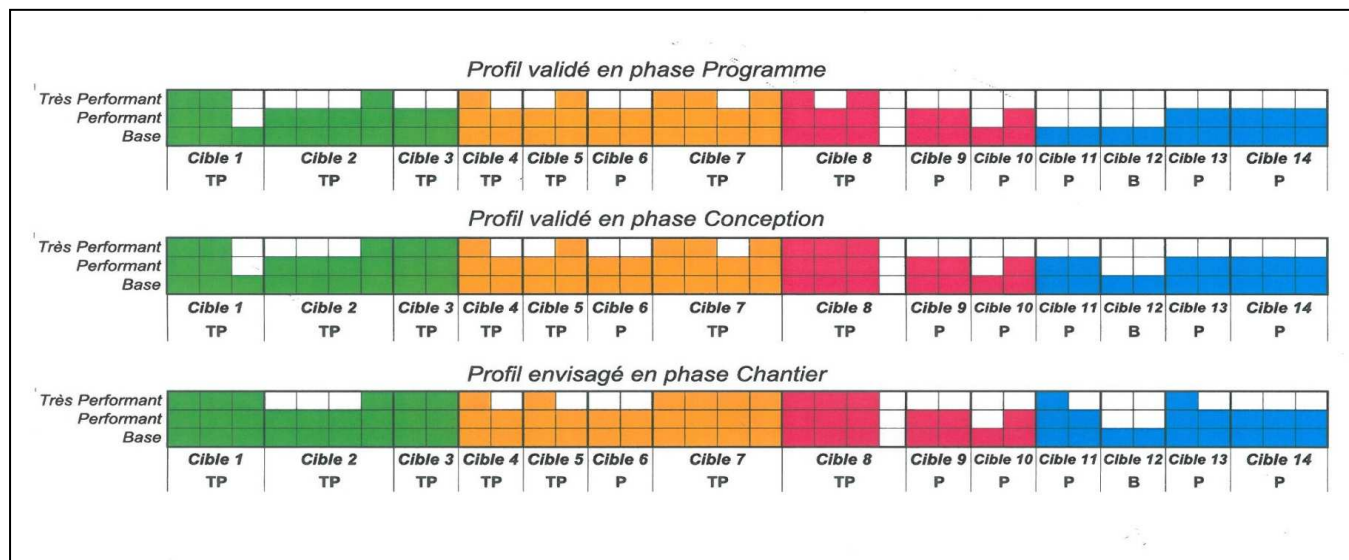 Profil validé en phase Programme
Très Performant
Performant
Base
Cible 1 Cible 2 Cible 3 Cible 4 Cible 5 Cible 6 Cible 7 Cible 8 Cible 9 Cible 10 Cible 11 Cible 12 Cible 13 Cible 14
TP TP TP TP TP P TP TP P P P B P P
Profil validé en phase Conception
Très Performant
Performant
Base
Cible 1 Cible 2 Cible 3 Cible 4 Cible 5 Cible 6 Cible 7 Cible 8 Cible 9 Cible 10 Cible 11 Cible 12 Cible 13 Cible 14
TP TP TP TP TP P TP TP P P P B P P
Profil envisagé en phase Chantier
Très Performant
Performant
Base
Cible 1 Cible 2 Cible 3 Cible 4 Cible 5 Cible 6 Cible 7 Cible 8 Cible 9 Cible 10 Cible 11 Cible 12 Cible 13 Cible 14
TP TP TP TP TP P TP TP P P P B P P